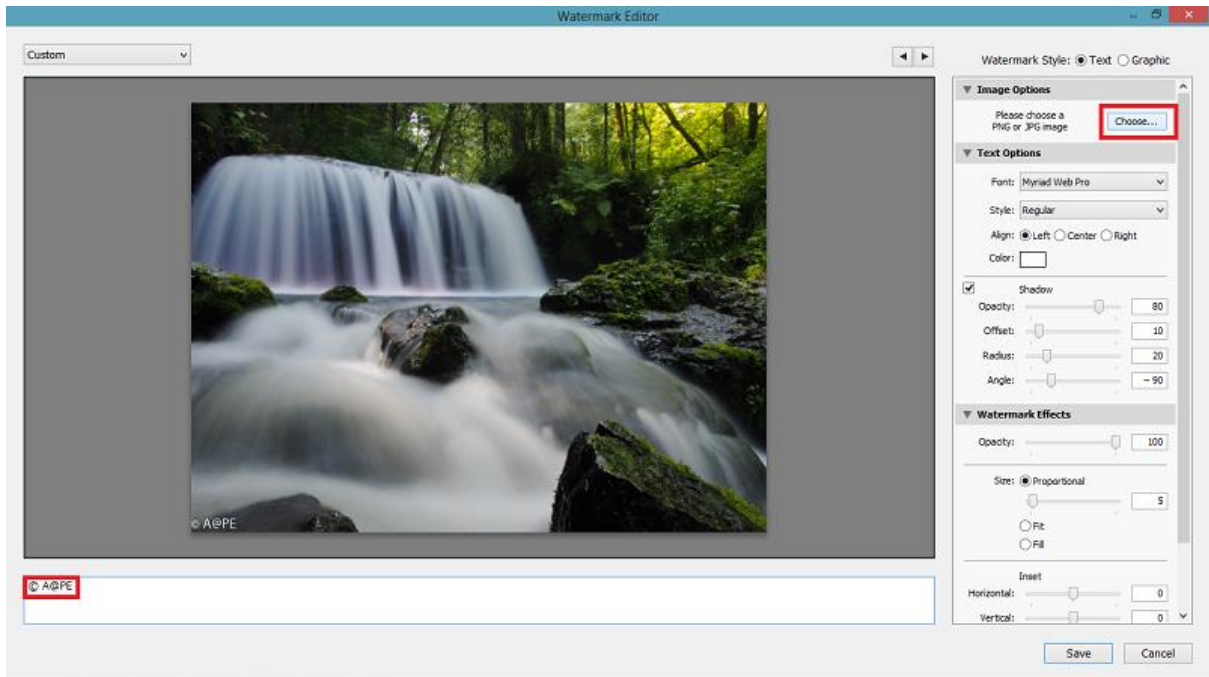 Watermark Editor
Custom
Watermark Style: Text Graphic
Image Options
Please choose a
PNG or JPG image
Choose...
Text Options
Font: Myriad Web Pro
Style: Regular
Align: Left Center Right
Color:
Shadow
Opacity: 80
Offset: 10
Radius: 20
Angle: – 90
Watermark Effects
Opacity: 100
Size: Proportional
5
Fit
Fill
Inset
Horizontal: 0
Vertical: 0
© A@PE
© A@PE
Save Cancel